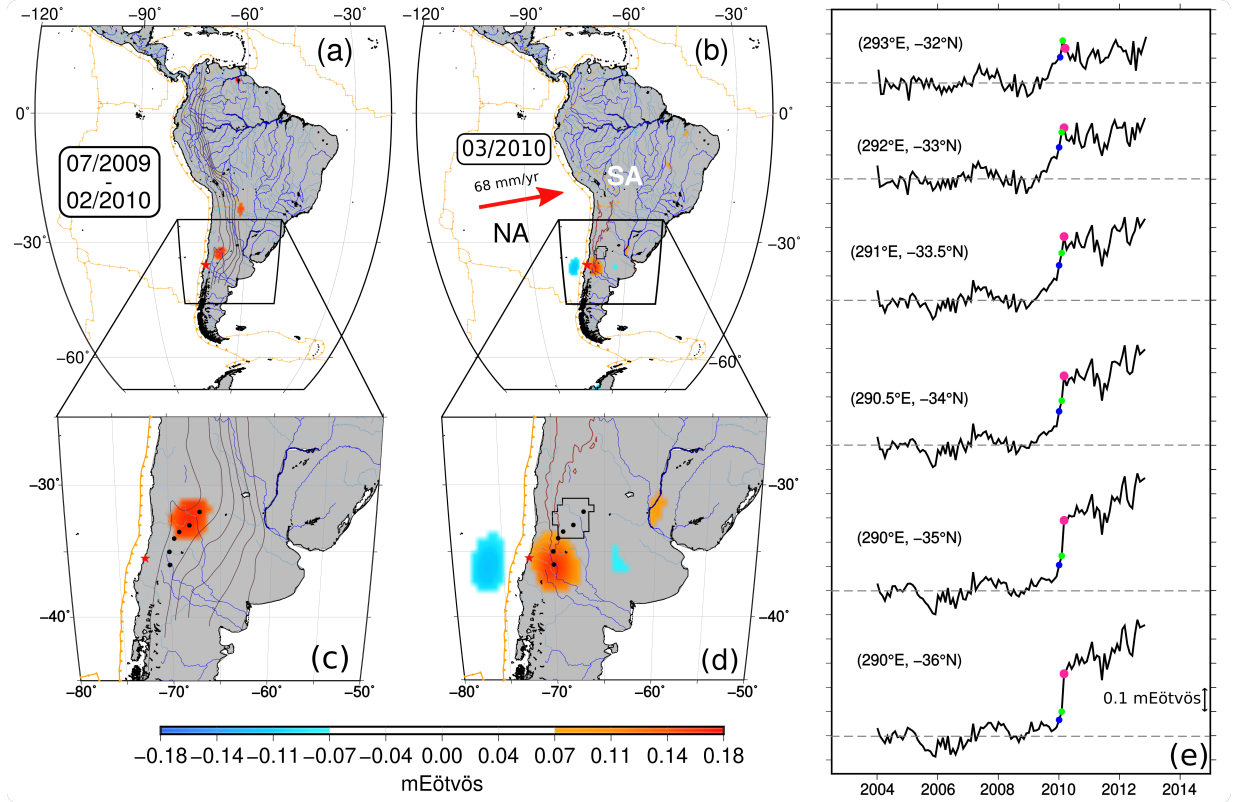 −120° −90° −60° −30°
(a)
0°
07/2009
-
02/2010
−30°
−60°
−120° −90° −60° −30°
(b)
0°
03/2010
68 mm/yr
SA
NA
−30°
−60°
−30°
−40°
(c)
−80° −70° −60° −50°
−30°
−40°
(d)
−80° −70° −60° −50°
−0.18 −0.14 −0.11 −0.07 −0.04 0.00 0.04 0.07 0.11 0.14 0.18
mEötvös
(293°E, −32°N)
(292°E, −33°N)
(291°E, −33.5°N)
(290.5°E, −34°N)
(290°E, −35°N)
(290°E, −36°N)
0.1 mEötvös
(e)
2004 2006 2008 2010 2012 2014